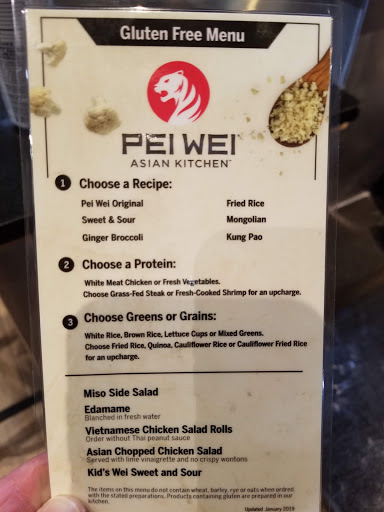 Gluten Free Menu
PEI WEI
ASIAN KITCHEN
1 Choose a Recipe:
Pei Wei Original Fried Rice
Sweet & Sour Mongolian
Ginger Broccoli Kung Pao
2 Choose a Protein:
White Meat Chicken or Fresh Vegetables.
Choose Grass-Fed Steak or Fresh-Cooked Shrimp for an upcharge.
3 Choose Greens or Grains:
White Rice, Brown Rice, Lettuce Cups or Mixed Greens.
Choose Fried Rice, Quinoa, Cauliflower Rice or Cauliflower Fried Rice
for an upcharge.
Miso Side Salad
Edamame
Blanched in fresh water
Vietnamese Chicken Salad Rolls
Order without Thai peanut sauce
Asian Chopped Chicken Salad
Served with lime vinaigrette and no crispy wontons
Kid's Wei Sweet and Sour
The items on this menu do not contain wheat, barley, rye or oats when ordered
with the stated preparations. Products containing gluten are prepared in our
kitchen.
Updated January 2019